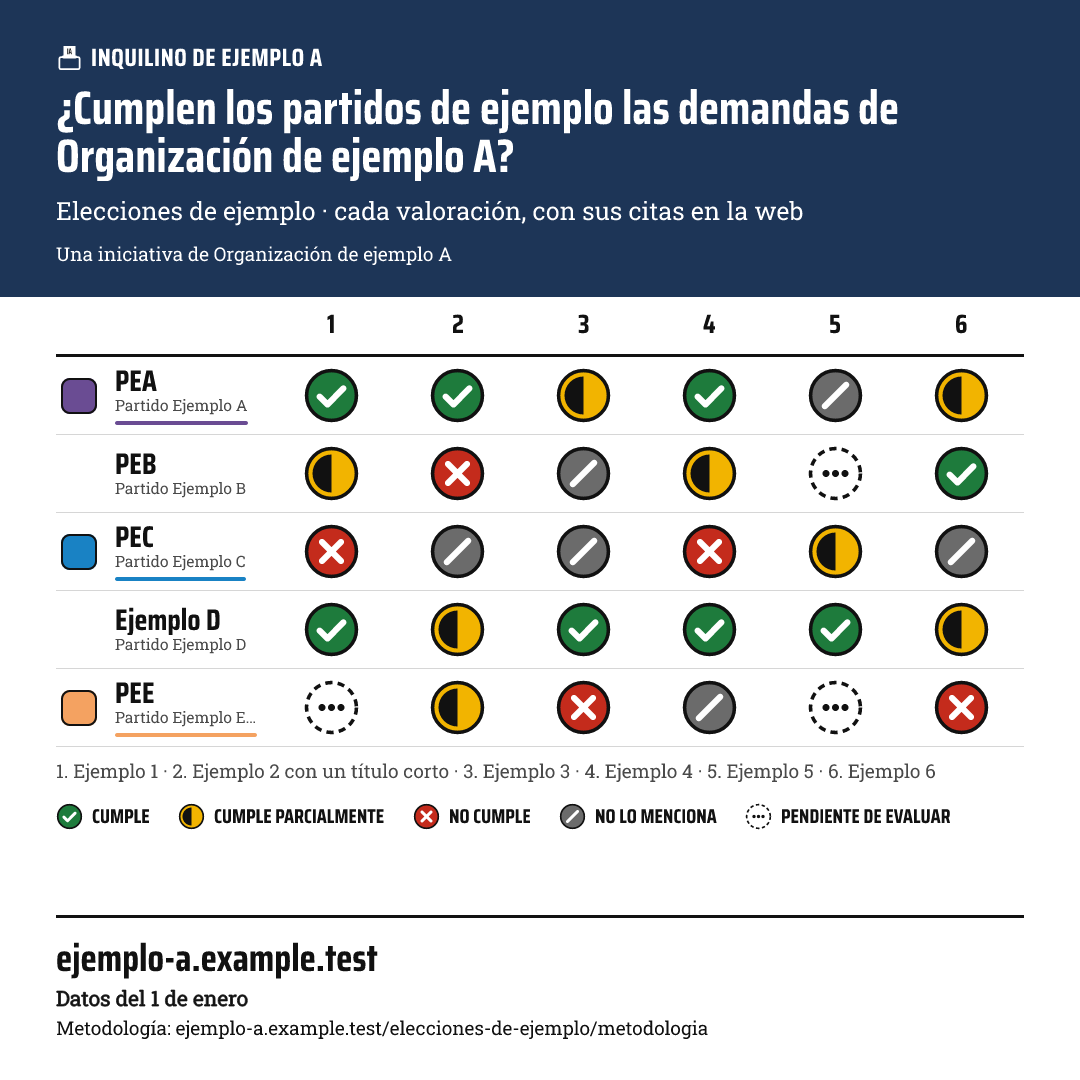 IA
INQUILINO DE EJEMPLO A
¿Cumplen los partidos de ejemplo las demandas de
Organización de ejemplo A?
Elecciones de ejemplo · cada valoración, con sus citas en la web
Una iniciativa de Organización de ejemplo A
1 2 3 4 5 6
PEA
Partido Ejemplo A
PEB
Partido Ejemplo B
PEC
Partido Ejemplo C
Ejemplo D
Partido Ejemplo D
PEE
Partido Ejemplo E...
1. Ejemplo 1 · 2. Ejemplo 2 con un título corto · 3. Ejemplo 3 · 4. Ejemplo 4 · 5. Ejemplo 5 · 6. Ejemplo 6
CUMPLE CUMPLE PARCIALMENTE NO CUMPLE NO LO MENCIONA PENDIENTE DE EVALUAR
ejemplo-a.example.test
Datos del 1 de enero
Metodología: ejemplo-a.example.test/elecciones-de-ejemplo/metodologia